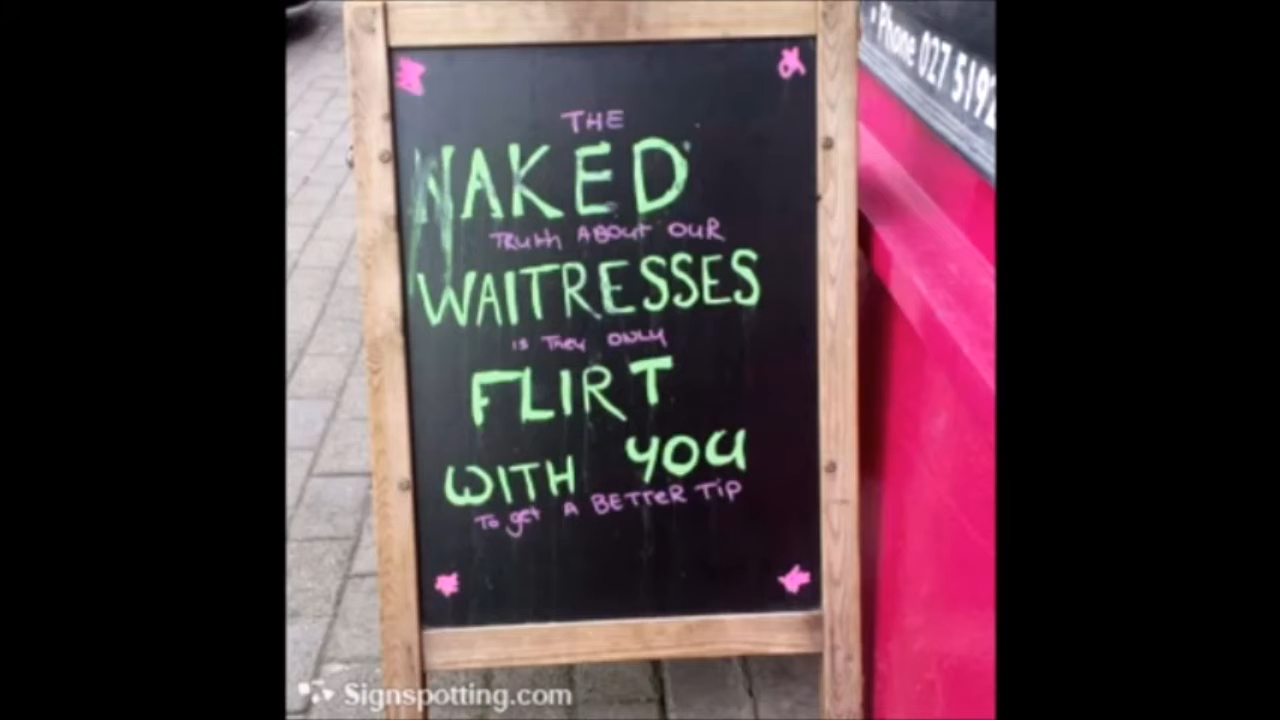 THE
NAKED
TRUth ABOUt OUR
WAITRESSES
is They ONLY
FLIRT
WITH YOU
To get A BETTeR TiP
Phone 027 5192
Signspotting.com